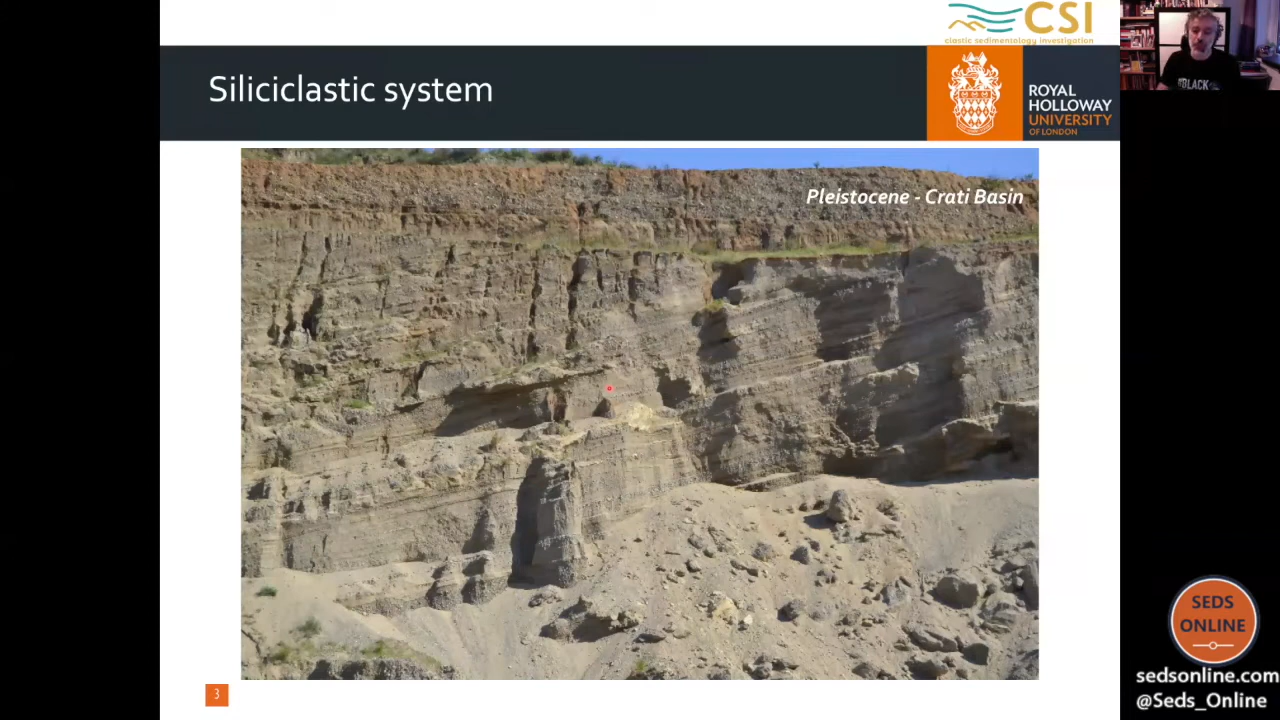 CSI
clastic sedimentology investigation
Siliciclastic system
ROYAL
HOLLOWAY
UNIVERSITY
OF LONDON
Pleistocene - Crati Basin
BLACK
SEDS
ONLINE
sedsonline.com
@Seds_Online
3